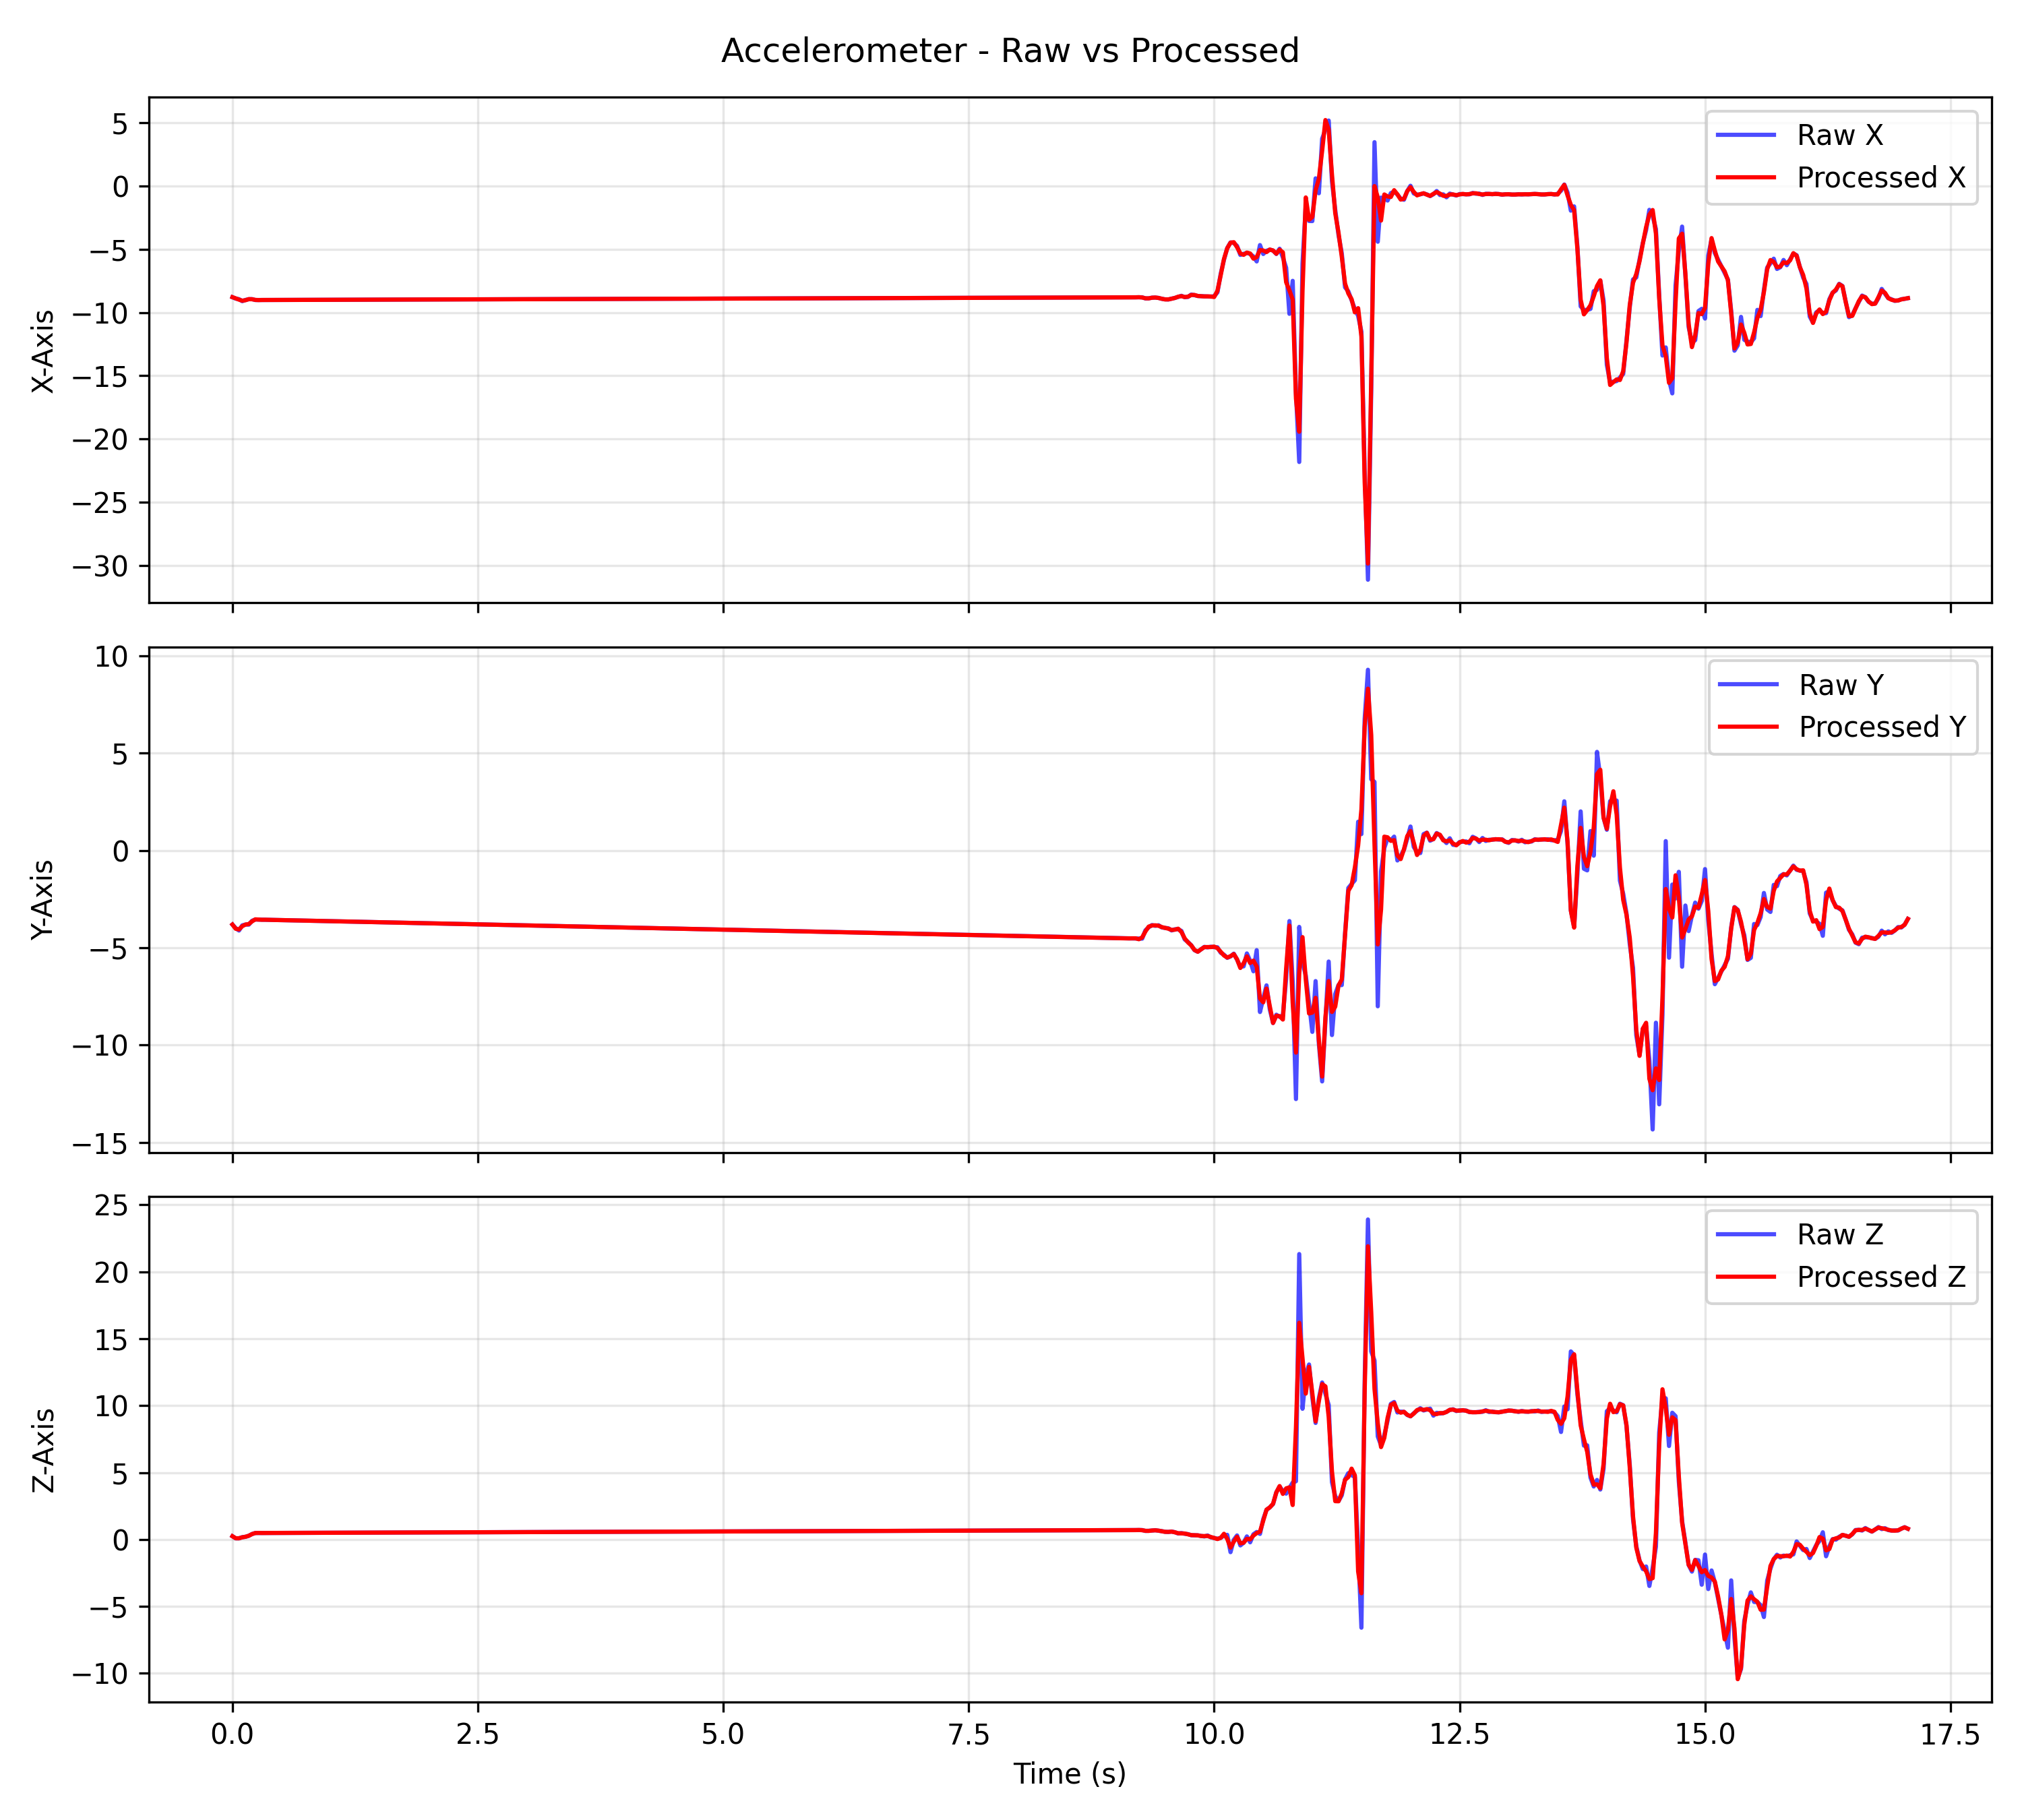 Accelerometer - Raw vs Processed
5
0
−5
−10
−15
−20
−25
−30
X-Axis
Raw X
Processed X
10
5
0
−5
−10
−15
Y-Axis
Raw Y
Processed Y
25
20
15
10
5
0
−5
−10
Z-Axis
Raw Z
Processed Z
0.0 2.5 5.0 7.5 10.0 12.5 15.0 17.5
Time (s)